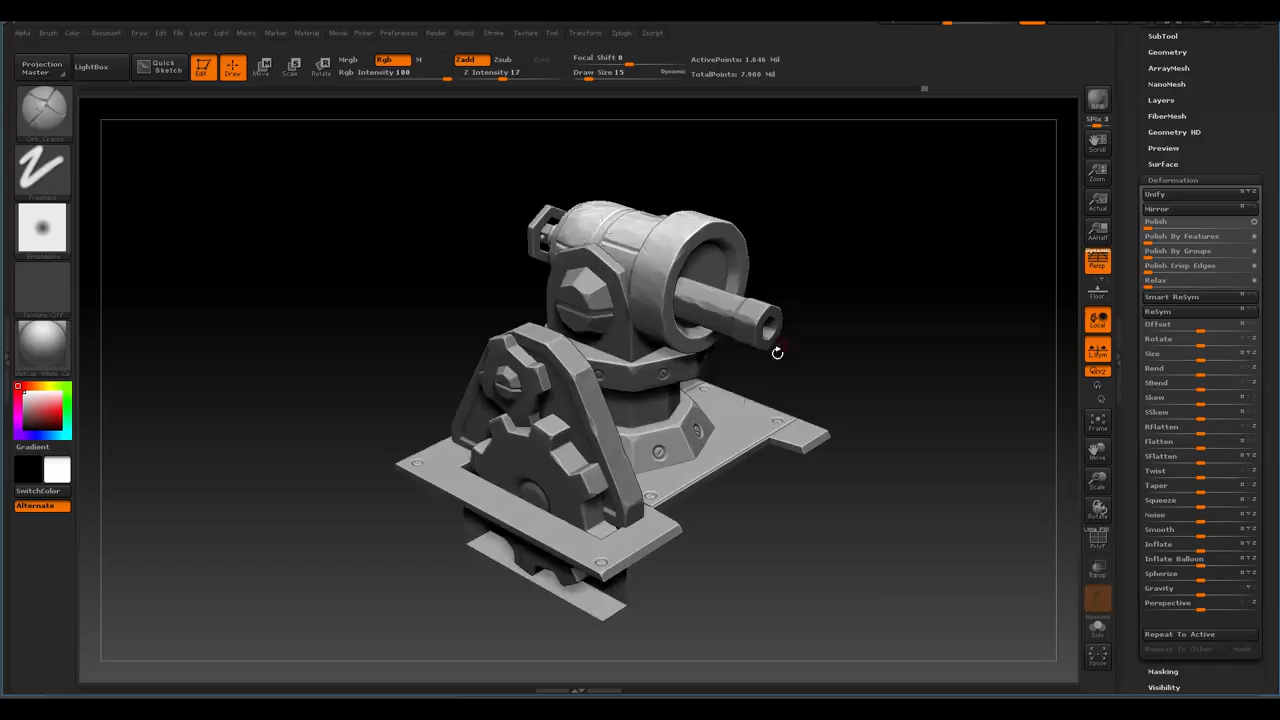 Alpha Brush Color Document Draw Edit File Layer Light Macro Marker Material Movie Picker Preferences Render Stencil Stroke Texture Tool Transform Zplugin Zscript
Projection Master
LightBox
Quick Sketch
Edit
Draw
Move
Scale
Rotate
Mrgb Rgb M
Rgb Intensity 100
Zadd Zsub
Z Intensity 17
Focal Shift 0
Draw Size 15 Dynamic
ActivePoints: 1.646 Mil
TotalPoints: 7.980 Mil
Gradient
SwitchColor
Alternate
BPR
SPix 3
Scroll
Zoom
Actual
AAHalf
Persp
Floor
Local
L.Sym
XYZ
Frame
Move
Scale
Rotate
PolyF
Transp
Solo
Xpose
SubTool
Geometry
ArrayMesh
NanoMesh
Layers
FiberMesh
Geometry HD
Preview
Surface
Deformation
Unify
Mirror
Polish
Polish By Features
Polish By Groups
Polish Crisp Edges
Relax
Smart ReSym
ReSym
Offset
Rotate
Size
Bend
SBend
Skew
SSkew
RFlatten
Flatten
SFlatten
Twist
Taper
Squeeze
Noise
Smooth
Inflate
Inflate Balloon
Spherize
Gravity
Perspective
Repeat To Active
Repeat To Other
Masking
Visibility